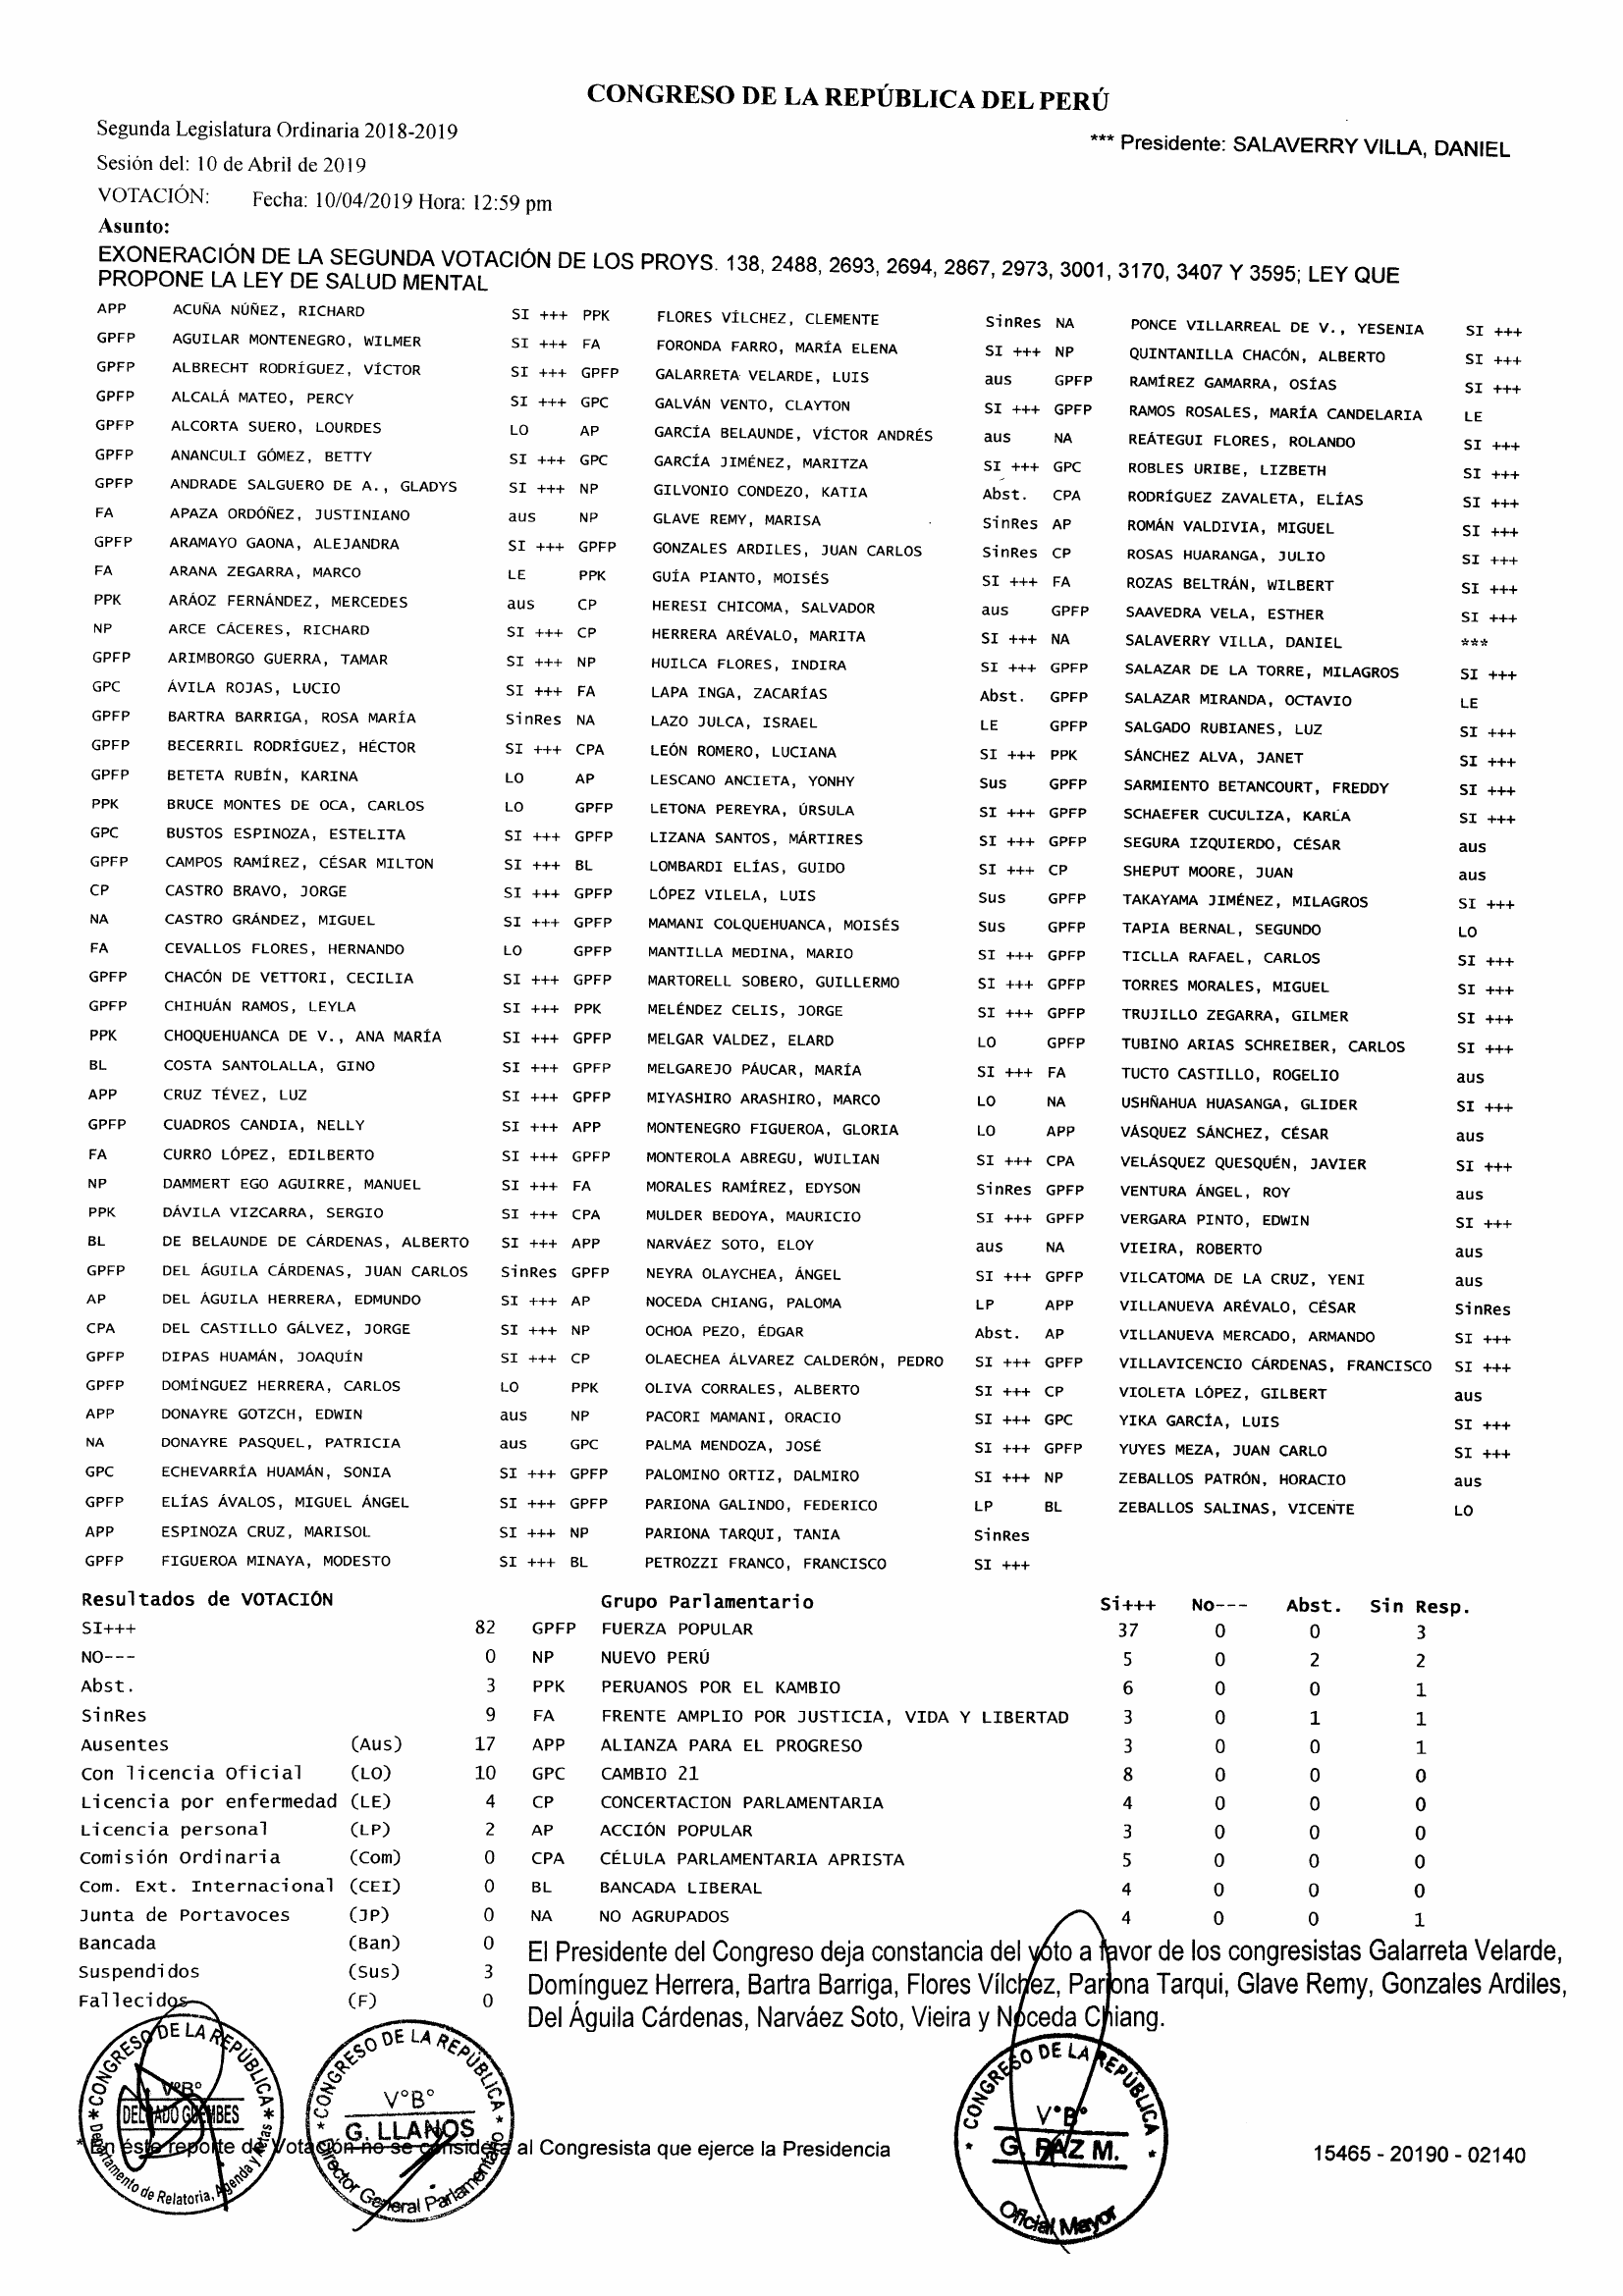 CONGRESO DE LA REPÚBLICA DEL PERÚ
Segunda Legislatura Ordinaria 2018-2019
*** Presidente: SALAVERRY VILLA, DANIEL
Sesión del: 10 de Abril de 2019
VOTACIÓN: Fecha: 10/04/2019 Hora: 12:59 pm
Asunto:
EXONERACIÓN DE LA SEGUNDA VOTACIÓN DE LOS PROYS. 138, 2488, 2693, 2694, 2867, 2973, 3001, 3170, 3407 Y 3595; LEY QUE
PROPONE LA LEY DE SALUD MENTAL
APP ACUÑA NÚÑEZ, RICHARD SI +++ PPK FLORES VÍLCHEZ, CLEMENTE SinRes NA PONCE VILLARREAL DE V., YESENIA SI +++
GPFP AGUILAR MONTENEGRO, WILMER SI +++ FA FORONDA FARRO, MARÍA ELENA SI +++ NP QUINTANILLA CHACÓN, ALBERTO SI +++
GPFP ALBRECHT RODRÍGUEZ, VÍCTOR SI +++ GPFP GALARRETA VELARDE, LUIS aus GPFP RAMÍREZ GAMARRA, OSÍAS SI +++
GPFP ALCALÁ MATEO, PERCY SI +++ GPC GALVÁN VENTO, CLAYTON SI +++ GPFP RAMOS ROSALES, MARÍA CANDELARIA LE
GPFP ALCORTA SUERO, LOURDES LO AP GARCÍA BELAUNDE, VÍCTOR ANDRÉS aus NA REÁTEGUI FLORES, ROLANDO SI +++
GPFP ANANCULI GÓMEZ, BETTY SI +++ GPC GARCÍA JIMÉNEZ, MARITZA SI +++ GPC ROBLES URIBE, LIZBETH SI +++
GPFP ANDRADE SALGUERO DE A., GLADYS SI +++ NP GILVONIO CONDEZO, KATIA Abst. CPA RODRÍGUEZ ZAVALETA, ELÍAS SI +++
FA APAZA ORDÓÑEZ, JUSTINIANO aus NP GLAVE REMY, MARISA SinRes AP ROMÁN VALDIVIA, MIGUEL SI +++
GPFP ARAMAYO GAONA, ALEJANDRA SI +++ GPFP GONZALES ARDILES, JUAN CARLOS SinRes CP ROSAS HUARANGA, JULIO SI +++
FA ARANA ZEGARRA, MARCO LE PPK GUÍA PIANTO, MOISÉS SI +++ FA ROZAS BELTRÁN, WILBERT SI +++
PPK ARÁOZ FERNÁNDEZ, MERCEDES aus CP HERESI CHICOMA, SALVADOR aus GPFP SAAVEDRA VELA, ESTHER SI +++
NP ARCE CÁCERES, RICHARD SI +++ CP HERRERA ARÉVALO, MARITA SI +++ NA SALAVERRY VILLA, DANIEL ***
GPFP ARIMBORGO GUERRA, TAMAR SI +++ NP HUILCA FLORES, INDIRA SI +++ GPFP SALAZAR DE LA TORRE, MILAGROS SI +++
GPC ÁVILA ROJAS, LUCIO SI +++ FA LAPA INGA, ZACARÍAS Abst. GPFP SALAZAR MIRANDA, OCTAVIO LE
GPFP BARTRA BARRIGA, ROSA MARÍA SinRes NA LAZO JULCA, ISRAEL LE GPFP SALGADO RUBIANES, LUZ SI +++
GPFP BECERRIL RODRÍGUEZ, HÉCTOR SI +++ CPA LEÓN ROMERO, LUCIANA SI +++ PPK SÁNCHEZ ALVA, JANET SI +++
GPFP BETETA RUBÍN, KARINA LO AP LESCANO ANCIETA, YONHY Sus GPFP SARMIENTO BETANCOURT, FREDDY SI +++
PPK BRUCE MONTES DE OCA, CARLOS LO GPFP LETONA PEREYRA, ÚRSULA SI +++ GPFP SCHAEFER CUCULIZA, KARLA SI +++
GPC BUSTOS ESPINOZA, ESTELITA SI +++ GPFP LIZANA SANTOS, MÁRTIRES SI +++ GPFP SEGURA IZQUIERDO, CÉSAR aus
GPFP CAMPOS RAMÍREZ, CÉSAR MILTON SI +++ BL LOMBARDI ELÍAS, GUIDO SI +++ CP SHEPUT MOORE, JUAN aus
CP CASTRO BRAVO, JORGE SI +++ GPFP LÓPEZ VILELA, LUIS Sus GPFP TAKAYAMA JIMÉNEZ, MILAGROS SI +++
NA CASTRO GRÁNDEZ, MIGUEL SI +++ GPFP MAMANI COLQUEHUANCA, MOISÉS Sus GPFP TAPIA BERNAL, SEGUNDO LO
FA CEVALLOS FLORES, HERNANDO LO GPFP MANTILLA MEDINA, MARIO SI +++ GPFP TICLLA RAFAEL, CARLOS SI +++
GPFP CHACÓN DE VETTORI, CECILIA SI +++ GPFP MARTORELL SOBERO, GUILLERMO SI +++ GPFP TORRES MORALES, MIGUEL SI +++
GPFP CHIHUÁN RAMOS, LEYLA SI +++ PPK MELÉNDEZ CELIS, JORGE SI +++ GPFP TRUJILLO ZEGARRA, GILMER SI +++
PPK CHOQUEHUANCA DE V., ANA MARÍA SI +++ GPFP MELGAR VALDEZ, ELARD LO GPFP TUBINO ARIAS SCHREIBER, CARLOS SI +++
BL COSTA SANTOLALLA, GINO SI +++ GPFP MELGAREJO PÁUCAR, MARÍA SI +++ FA TUCTO CASTILLO, ROGELIO aus
APP CRUZ TÉVEZ, LUZ SI +++ GPFP MIYASHIRO ARASHIRO, MARCO LO NA USHÑAHUA HUASANGA, GLIDER SI +++
GPFP CUADROS CANDIA, NELLY SI +++ APP MONTENEGRO FIGUEROA, GLORIA LO APP VÁSQUEZ SÁNCHEZ, CÉSAR aus
FA CURRO LÓPEZ, EDILBERTO SI +++ GPFP MONTEROLA ABREGU, WUILIAN SI +++ CPA VELÁSQUEZ QUESQUÉN, JAVIER SI +++
NP DAMMERT EGO AGUIRRE, MANUEL SI +++ FA MORALES RAMÍREZ, EDYSON SinRes GPFP VENTURA ÁNGEL, ROY aus
PPK DÁVILA VIZCARRA, SERGIO SI +++ CPA MULDER BEDOYA, MAURICIO SI +++ GPFP VERGARA PINTO, EDWIN SI +++
BL DE BELAUNDE DE CÁRDENAS, ALBERTO SI +++ APP NARVÁEZ SOTO, ELOY aus NA VIEIRA, ROBERTO aus
GPFP DEL ÁGUILA CÁRDENAS, JUAN CARLOS SinRes GPFP NEYRA OLAYCHEA, ÁNGEL SI +++ GPFP VILCATOMA DE LA CRUZ, YENI aus
AP DEL ÁGUILA HERRERA, EDMUNDO SI +++ AP NOCEDA CHIANG, PALOMA LP APP VILLANUEVA ARÉVALO, CÉSAR SinRes
CPA DEL CASTILLO GÁLVEZ, JORGE SI +++ NP OCHOA PEZO, ÉDGAR Abst. AP VILLANUEVA MERCADO, ARMANDO SI +++
GPFP DIPAS HUAMÁN, JOAQUÍN SI +++ CP OLAECHEA ÁLVAREZ CALDERÓN, PEDRO SI +++ GPFP VILLAVICENCIO CÁRDENAS, FRANCISCO SI +++
GPFP DOMÍNGUEZ HERRERA, CARLOS LO PPK OLIVA CORRALES, ALBERTO SI +++ CP VIOLETA LÓPEZ, GILBERT aus
APP DONAYRE GOTZCH, EDWIN aus NP PACORI MAMANI, ORACIO SI +++ GPC YIKA GARCÍA, LUIS SI +++
NA DONAYRE PASQUEL, PATRICIA aus GPC PALMA MENDOZA, JOSÉ SI +++ GPFP YUYES MEZA, JUAN CARLO SI +++
GPC ECHEVARRÍA HUAMÁN, SONIA SI +++ GPFP PALOMINO ORTIZ, DALMIRO SI +++ NP ZEBALLOS PATRÓN, HORACIO aus
GPFP ELÍAS ÁVALOS, MIGUEL ÁNGEL SI +++ GPFP PARIONA GALINDO, FEDERICO LP BL ZEBALLOS SALINAS, VICENTE LO
APP ESPINOZA CRUZ, MARISOL SI +++ NP PARIONA TARQUI, TANIA SinRes
GPFP FIGUEROA MINAYA, MODESTO SI +++ BL PETROZZI FRANCO, FRANCISCO SI +++
Resultados de VOTACIÓN Grupo Parlamentario Si+++ No--- Abst. Sin Resp.
SI+++ 82 GPFP FUERZA POPULAR 37 0 0 3
NO--- 0 NP NUEVO PERÚ 5 0 2 2
Abst. 3 PPK PERUANOS POR EL KAMBIO 6 0 0 1
SinRes 9 FA FRENTE AMPLIO POR JUSTICIA, VIDA Y LIBERTAD 3 0 1 1
Ausentes (Aus) 17 APP ALIANZA PARA EL PROGRESO 3 0 0 1
Con licencia Oficial (LO) 10 GPC CAMBIO 21 8 0 0 0
Licencia por enfermedad (LE) 4 CP CONCERTACION PARLAMENTARIA 4 0 0 0
Licencia personal (LP) 2 AP ACCIÓN POPULAR 3 0 0 0
Comisión Ordinaria (Com) 0 CPA CÉLULA PARLAMENTARIA APRISTA 5 0 0 0
Com. Ext. Internacional (CEI) 0 BL BANCADA LIBERAL 4 0 0 0
Junta de Portavoces (JP) 0 NA NO AGRUPADOS 4 0 0 1
Bancada (Ban) 0
Suspendidos (Sus) 3
Fallecidos (F) 0
El Presidente del Congreso deja constancia del voto a favor de los congresistas Galarreta Velarde,
Domínguez Herrera, Bartra Barriga, Flores Vílchez, Pariona Tarqui, Glave Remy, Gonzales Ardiles,
Del Águila Cárdenas, Narváez Soto, Vieira y Noceda Chiang.
* CONGRESO DE LA REPÚBLICA *
V°B°
DELGADO GUEMBES
Departamento de Relatoria, Agenda y Actas
* CONGRESO DE LA REPÚBLICA *
V°B°
G. LLANOS
Director General Parlamentario
* CONGRESO DE LA REPÚBLICA *
V°B°
G. PAZ M.
Oficial Mayor
* En éste reporte de Votación no se considera al Congresista que ejerce la Presidencia
15465 - 20190 - 02140